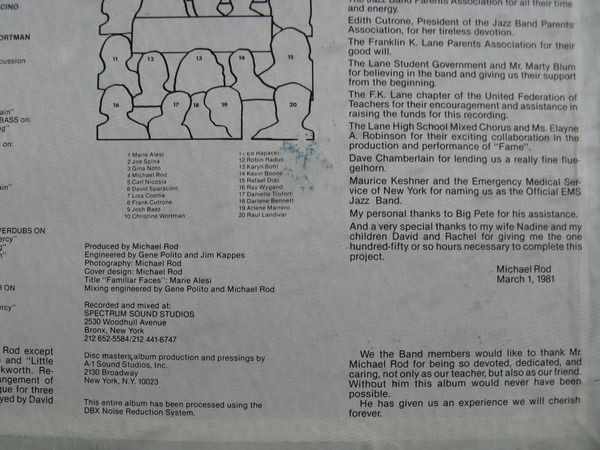 CINO
ORTMAN
cussion
ain"
BASS on:
on:
ain"
VERDUBS ON
ercy"
R ON
ercy"
Rod except
and "Little
kworth. Re-
angement of
gue for three
yed by David
11
12
13
14
15
16
17
18
19
20
1 Marie Alesi
2 Joe Spina
3 Gina Noto
4 Michael Rod
5 Carl Nicosia
6 David Sparacino
7 Lisa Cosma
8 Frank Cutrone
9 Josh Baez
10 Christine Wortman
11 Ed Rapacki
12 Robin Radus
13 Karyn Sohl
14 Kevin Boone
15 Rafael Diaz
16 Ray Wygand
17 Danielle Trofort
18 Darlene Bennett
19 Arlene Marrero
20 Raul Landivar
Produced by Michael Rod
Engineered by Gene Polito and Jim Kappes
Photography: Michael Rod
Cover design: Michael Rod
Title "Familiar Faces": Marie Alesi
Mixing engineered by Gene Polito and Michael Rod
Recorded and mixed at:
SPECTRUM SOUND STUDIOS
2530 Woodhull Avenue
Bronx, New York
212 652-5584/212 441-6747
Disc masters, album production and pressings by
A-1 Sound Studios, Inc.
2130 Broadway
New York, N.Y. 10023
This entire album has been processed using the
DBX Noise Reduction System.
The Jazz Band Parents Association for all their time
and energy.
Edith Cutrone, President of the Jazz Band Parents
Association, for her tireless devotion.
The Franklin K. Lane Parents Association for their
good will.
The Lane Student Government and Mr. Marty Blum
for believing in the band and giving us their support
from the beginning.
The F.K. Lane chapter of the United Federation of
Teachers for their encouragement and assistance in
raising the funds for this recording.
The Lane High School Mixed Chorus and Ms. Elayne
A. Robinson for their exciting collaboration in the
production and performance of "Fame".
Dave Chamberlain for lending us a really fine flue-
gelhorn.
Maurice Keshner and the Emergency Medical Ser-
vice of New York for naming us as the Official EMS
Jazz Band.
My personal thanks to Big Pete for his assistance.
And a very special thanks to my wife Nadine and my
children David and Rachel for giving me the one
hundred-fifty or so hours necessary to complete this
project.
Michael Rod
March 1, 1981
We the Band members would like to thank Mr.
Michael Rod for being so devoted, dedicated, and
caring, not only as our teacher, but also as our friend.
Without him this album would never have been
possible.
He has given us an experience we will cherish
forever.